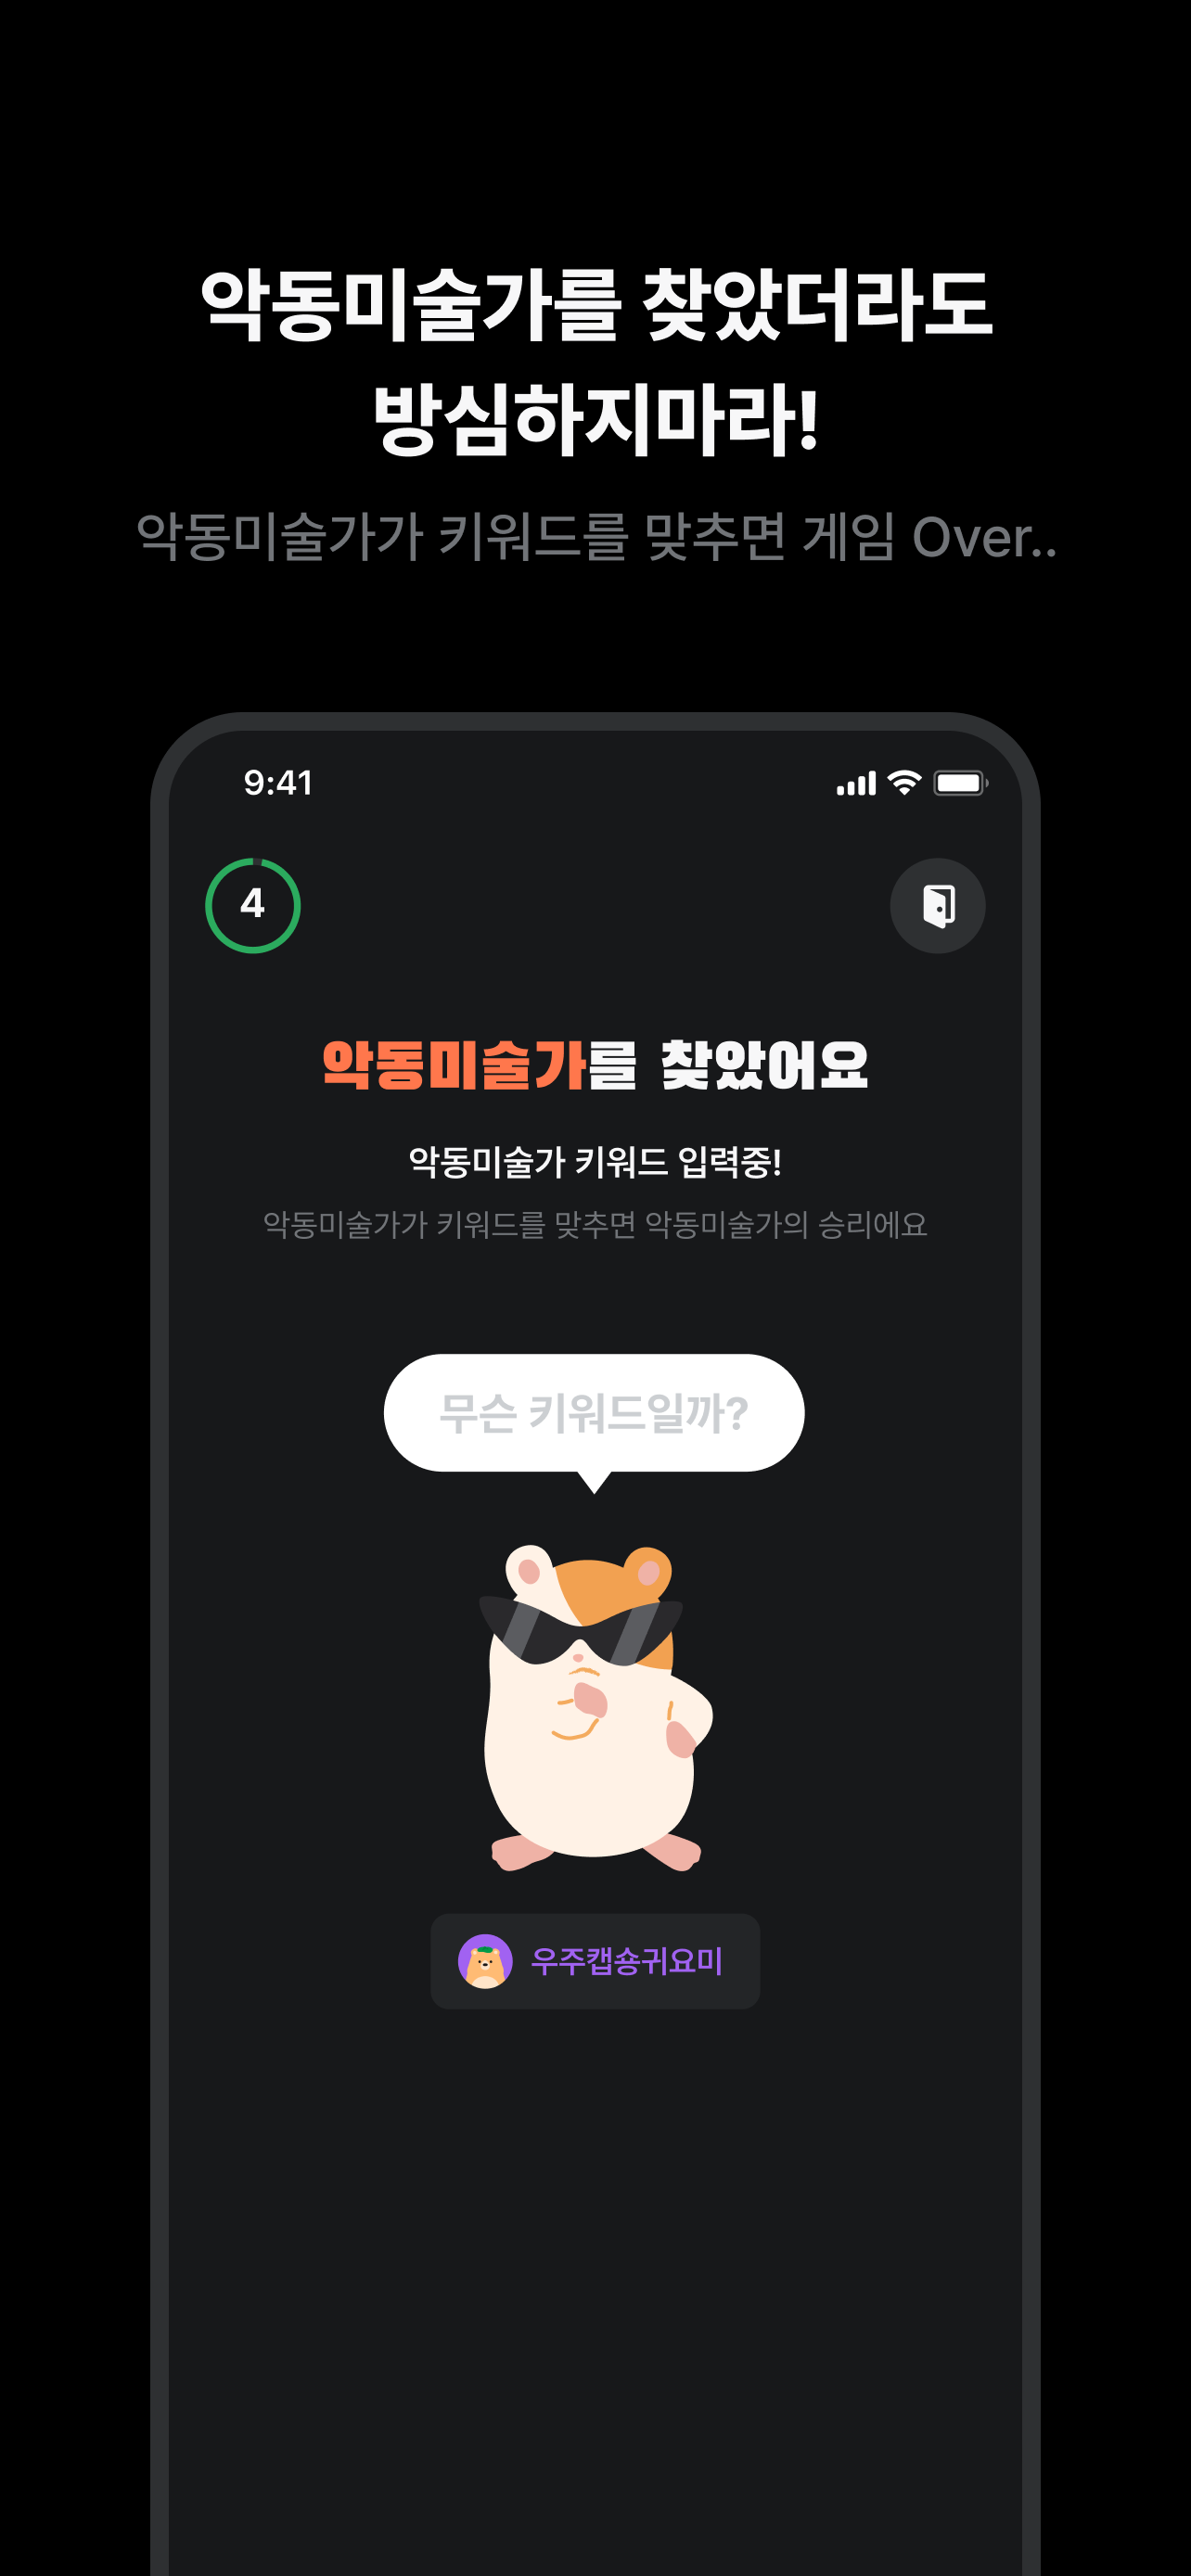 악동미술가를 찾았더라도
방심하지마라!
악동미술가가 키워드를 맞추면 게임 Over..
9:41
4
악동미술가를 찾았어요
악동미술가 키워드 입력중!
악동미술가가 키워드를 맞추면 악동미술가의 승리에요
무슨 키워드일까?
우주캡숑귀요미